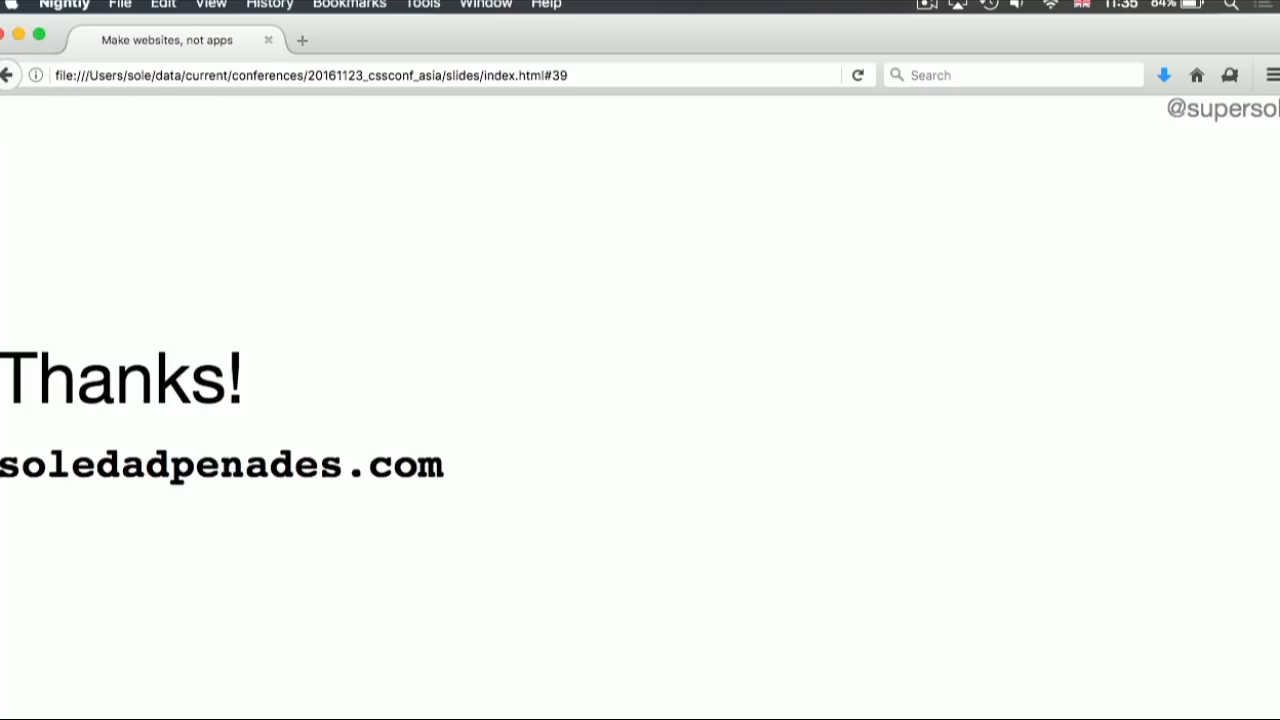 Nightly File Edit View History Bookmarks Tools Window Help 11:35 84%
Make websites, not apps
file:///Users/sole/data/current/conferences/20161123_cssconf_asia/slides/index.html#39 Search
@supersol
Thanks!
soledadpenades.com